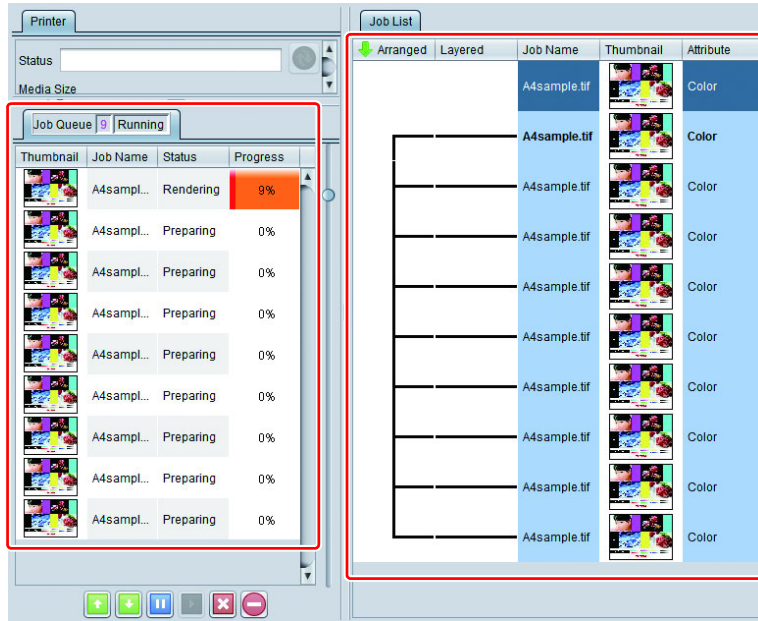 Printer
Status
Media Size
Job Queue 9 Running
Thumbnail Job Name Status Progress
A4sampl... Rendering 9%
A4sampl... Preparing 0%
A4sampl... Preparing 0%
A4sampl... Preparing 0%
A4sampl... Preparing 0%
A4sampl... Preparing 0%
A4sampl... Preparing 0%
A4sampl... Preparing 0%
A4sampl... Preparing 0%
Job List
Arranged Layered Job Name Thumbnail Attribute
A4sample.tif Color
A4sample.tif Color
A4sample.tif Color
A4sample.tif Color
A4sample.tif Color
A4sample.tif Color
A4sample.tif Color
A4sample.tif Color
A4sample.tif Color
A4sample.tif Color